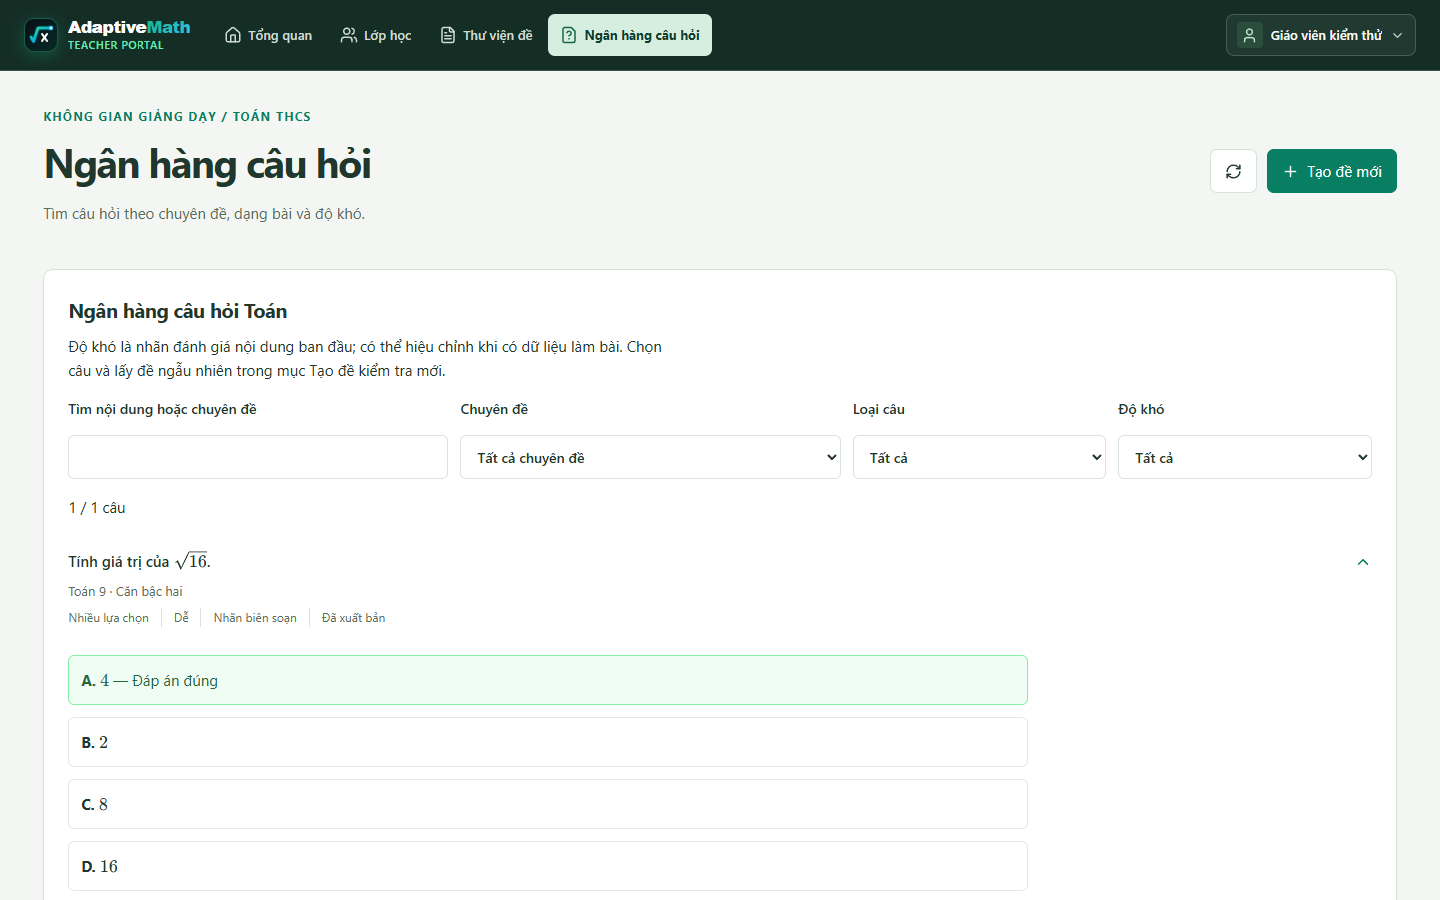 AdaptiveMath
TEACHER PORTAL
Tổng quan
Lớp học
Thư viện đề
Ngân hàng câu hỏi
Giáo viên kiểm thử
KHÔNG GIAN GIẢNG DẠY / TOÁN THCS
Ngân hàng câu hỏi
Tạo đề mới
Tìm câu hỏi theo chuyên đề, dạng bài và độ khó.
Ngân hàng câu hỏi Toán
Độ khó là nhãn đánh giá nội dung ban đầu; có thể hiệu chỉnh khi có dữ liệu làm bài. Chọn
câu và lấy đề ngẫu nhiên trong mục Tạo đề kiểm tra mới.
Tìm nội dung hoặc chuyên đề
Chuyên đề
Loại câu
Độ khó
Tất cả chuyên đề
Tất cả
Tất cả
1 / 1 câu
Tính giá trị của √16.
Toán 9 · Căn bậc hai
Nhiều lựa chọn
Dễ
Nhãn biên soạn
Đã xuất bản
A. 4 — Đáp án đúng
B. 2
C. 8
D. 16